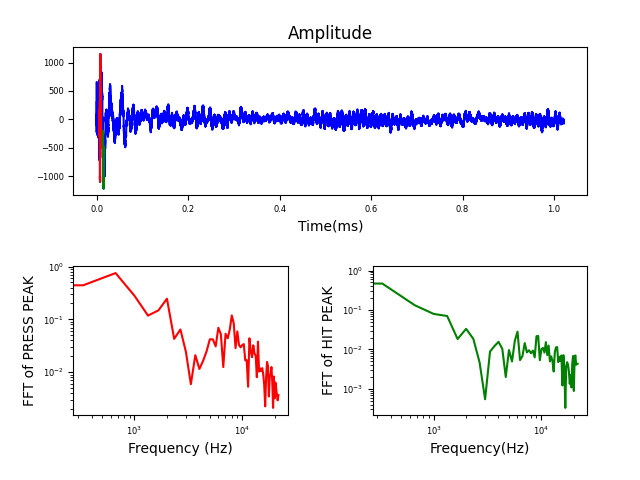 Amplitude
1000
500
0
−500
−1000
0.0 0.2 0.4 0.6 0.8 1.0
Time(ms)
FFT of PRESS PEAK
10⁰
10⁻¹
10⁻²
10³ 10⁴
Frequency (Hz)
FFT of HIT PEAK
10⁰
10⁻¹
10⁻²
10⁻³
10³ 10⁴
Frequency(Hz)